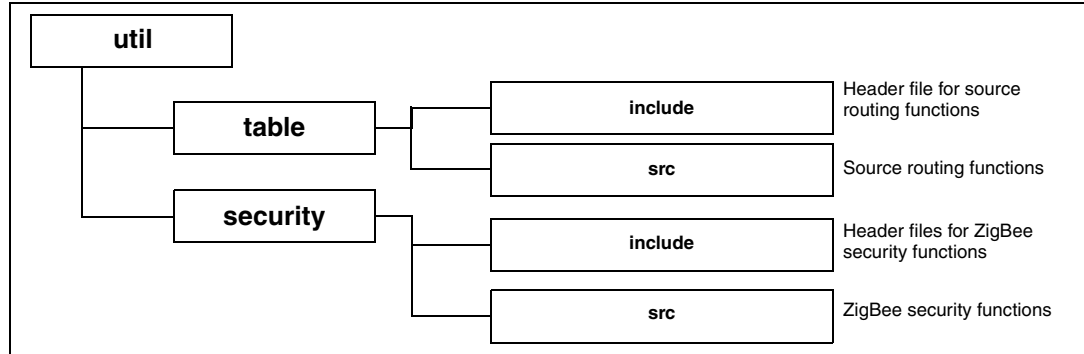 util
table
include
Header file for source
routing functions
src
Source routing functions
security
include
Header files for ZigBee
security functions
src
ZigBee security functions